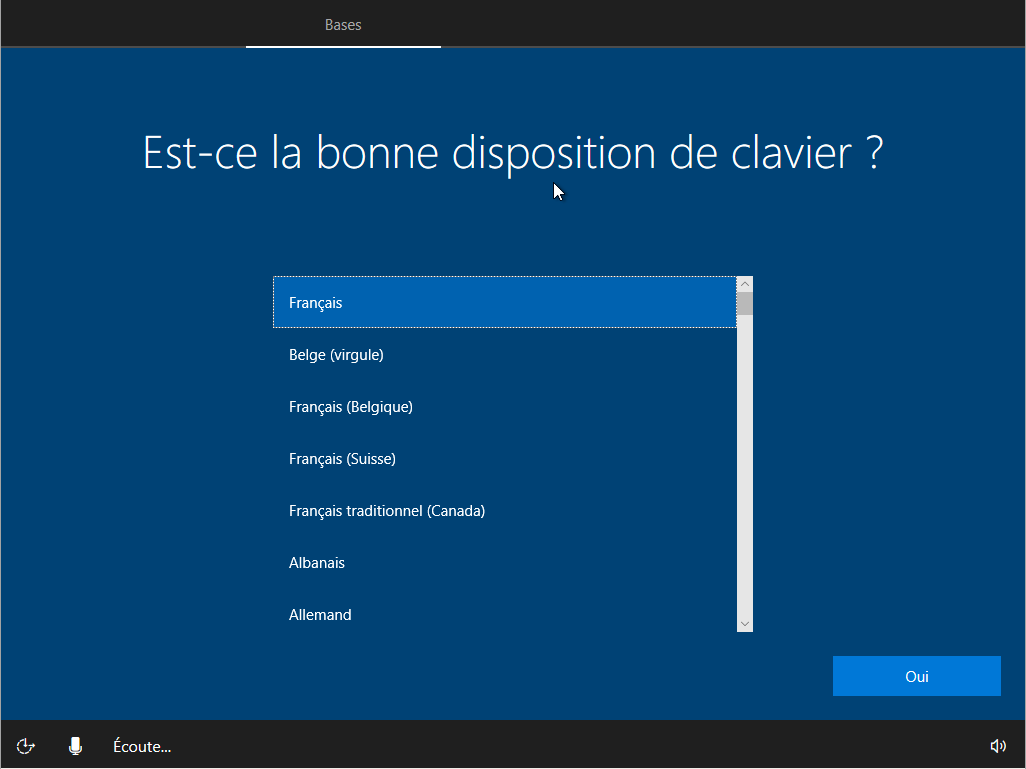 Bases
Est-ce la bonne disposition de clavier ?
Français
Belge (virgule)
Français (Belgique)
Français (Suisse)
Français traditionnel (Canada)
Albanais
Allemand
Oui
Écoute...